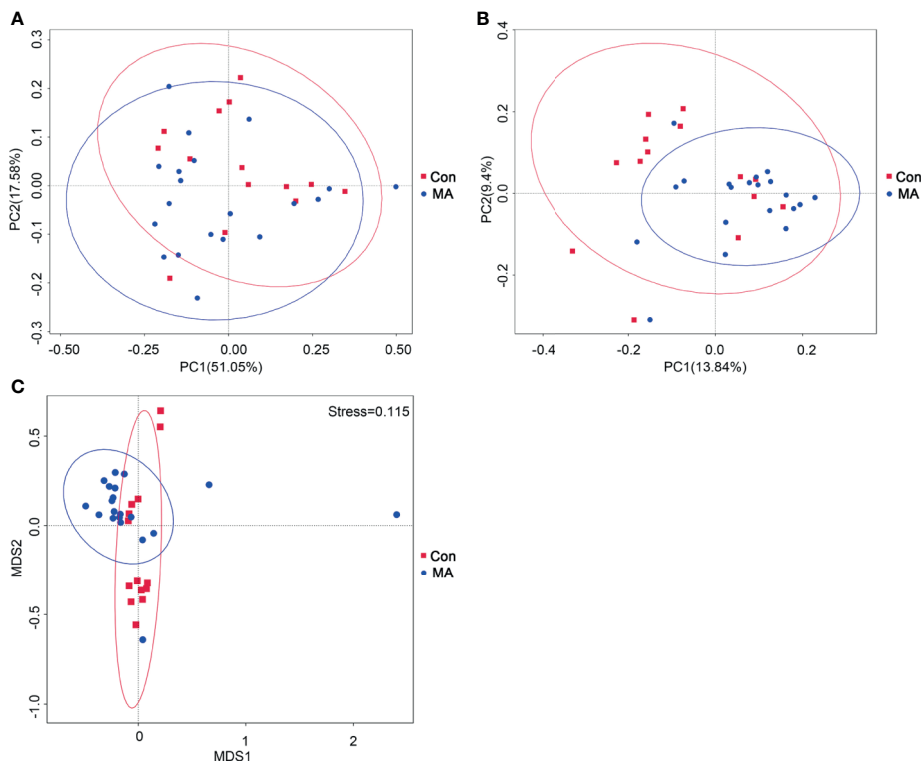 A
0.3
0.2
0.1
0.00
-0.1
-0.2
-0.3
PC2(17.58%)
-0.50
-0.25
0.00
0.25
0.50
PC1(51.05%)
Con
MA
B
0.4
0.2
0.0
-0.2
PC2(9.4%)
-0.4
-0.2
0.0
0.2
PC1(13.84%)
Con
MA
C
Stress=0.115
0.5
0.0
-0.5
-1.0
MDS2
0
1
2
MDS1
Con
MA